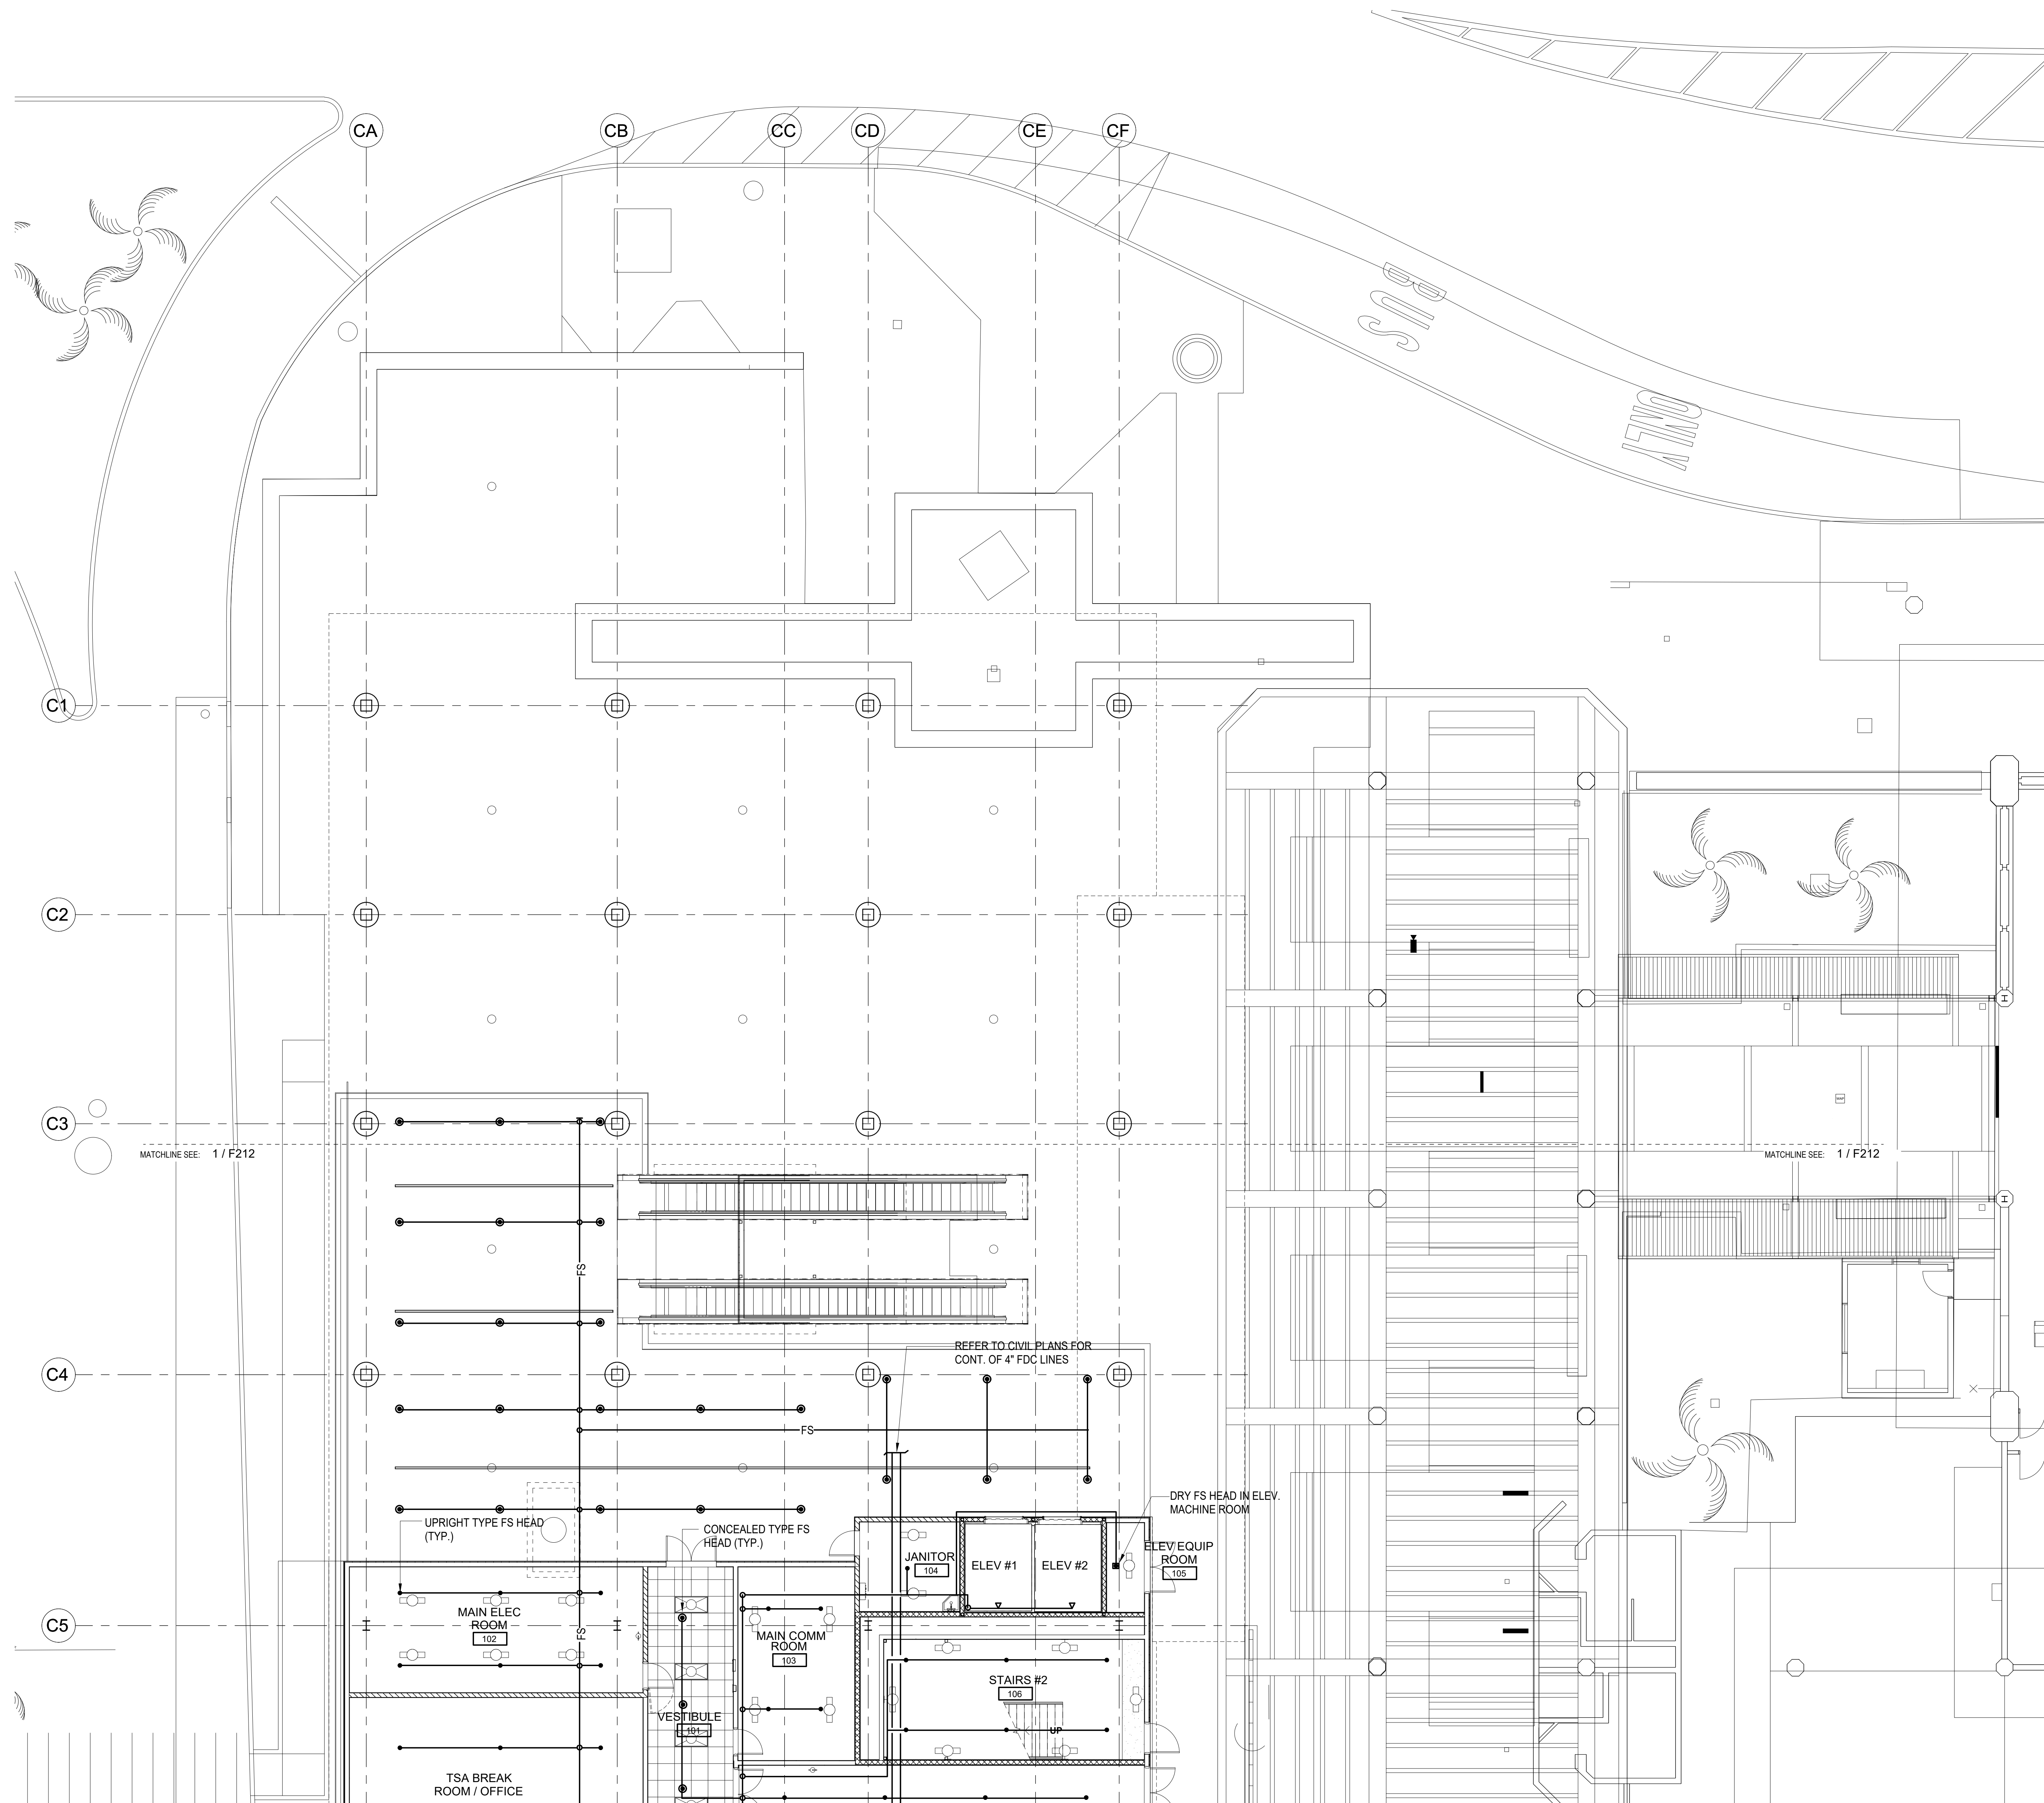 CA
CB
CC
CD
CE
CF
BUS
ONLY
C1
C2
C3
MATCHLINE SEE: 1 / F212
MATCHLINE SEE: 1 / F212
FS
REFER TO CIVIL PLANS FOR
CONT. OF 4" FDC LINES
C4
FS
DRY FS HEAD IN ELEV.
MACHINE ROOM
UPRIGHT TYPE FS HEAD
(TYP.)
CONCEALED TYPE FS
HEAD (TYP.)
JANITOR
104
ELEV #1
ELEV #2
ELEV EQUIP
ROOM
105
C5
MAIN ELEC
ROOM
102
FS
MAIN COMM
ROOM
103
STAIRS #2
106
VESTIBULE
101
UP
TSA BREAK
ROOM / OFFICE